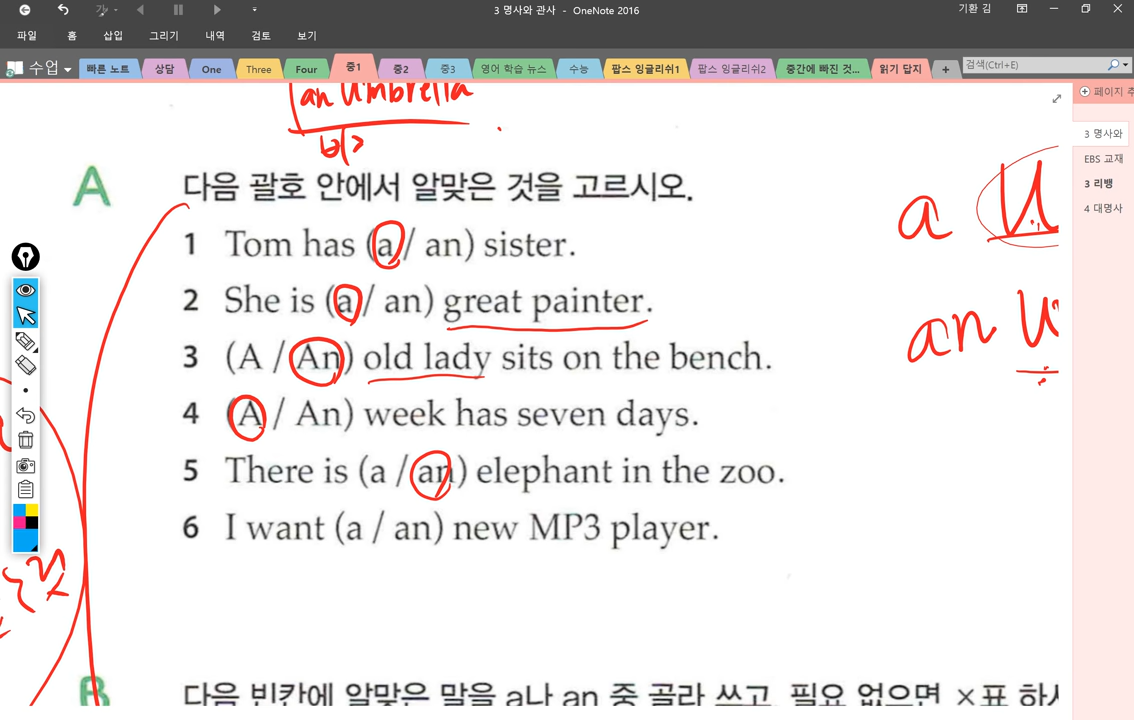 3 명사와 관사 - OneNote 2016
기환 김
파일 홈 삽입 그리기 내역 검토 보기
수업 빠른 노트 상담 One Three Four 중1 중2 중3 영어 학습 뉴스 수능 팝스 잉글리쉬1 팝스 잉글리쉬2 중간에 빠진 것... 읽기 답지 + 검색(Ctrl+E)
페이지 추
3 명사와
EBS 교재
3 리뱅
4 대명사
an umbrella
a u
an u
A 다음 괄호 안에서 알맞은 것을 고르시오.
1 Tom has (a / an) sister.
2 She is (a / an) great painter.
3 (A / An) old lady sits on the bench.
4 (A / An) week has seven days.
5 There is (a / an) elephant in the zoo.
6 I want (a / an) new MP3 player.
B 다음 빈칸에 알맞은 말을 a나 an 중 골라 쓰고, 필요 없으면 ×표 하시